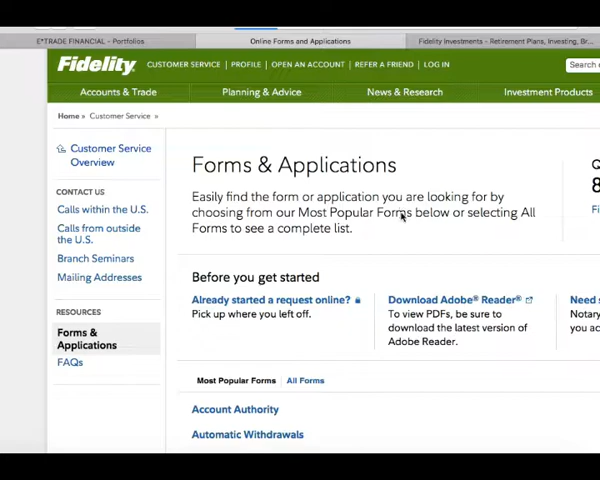 E*TRADE FINANCIAL - Portfolios
Online Forms and Applications
Fidelity Investments - Retirement Plans, Investing, Br...
Fidelity
CUSTOMER SERVICE | PROFILE | OPEN AN ACCOUNT | REFER A FRIEND | LOG IN
Search
Accounts & Trade
Planning & Advice
News & Research
Investment Products
Home » Customer Service »
Customer Service
Overview
CONTACT US
Calls within the U.S.
Calls from outside
the U.S.
Branch Seminars
Mailing Addresses
RESOURCES
Forms &
Applications
FAQs
Forms & Applications
Easily find the form or application you are looking for by
choosing from our Most Popular Forms below or selecting All
Forms to see a complete list.
Before you get started
Already started a request online?
Pick up where you left off.
Download Adobe® Reader®
To view PDFs, be sure to
download the latest version of
Adobe Reader.
Need
Notary
you
Most Popular Forms | All Forms
Account Authority
Automatic Withdrawals